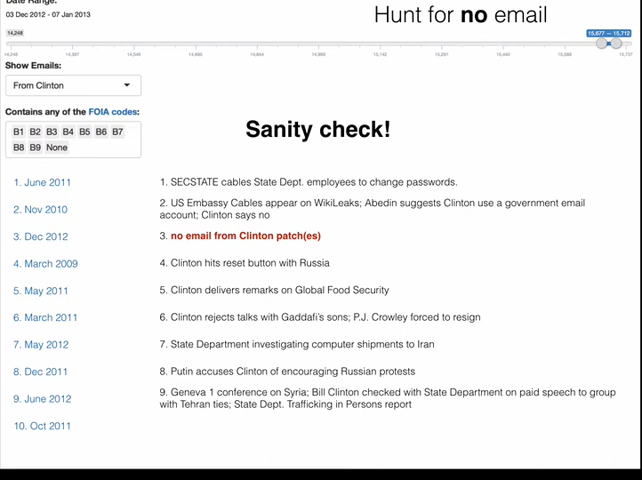 Date Range:
03 Dec 2012 - 07 Jan 2013
Hunt for no email
14,248
15,677 — 15,712
Show Emails:
From Clinton
Contains any of the FOIA codes:
B1 B2 B3 B4 B5 B6 B7
B8 B9 None
Sanity check!
1. June 2011
1. SECSTATE cables State Dept. employees to change passwords.
2. Nov 2010
2. US Embassy Cables appear on WikiLeaks; Abedin suggests Clinton use a government email
account; Clinton says no
3. Dec 2012
3. no email from Clinton patch(es)
4. March 2009
4. Clinton hits reset button with Russia
5. May 2011
5. Clinton delivers remarks on Global Food Security
6. March 2011
6. Clinton rejects talks with Gaddafi's sons; P.J. Crowley forced to resign
7. May 2012
7. State Department investigating computer shipments to Iran
8. Dec 2011
8. Putin accuses Clinton of encouraging Russian protests
9. June 2012
9. Geneva 1 conference on Syria; Bill Clinton checked with State Department on paid speech to group
with Tehran ties; State Dept. Trafficking in Persons report
10. Oct 2011